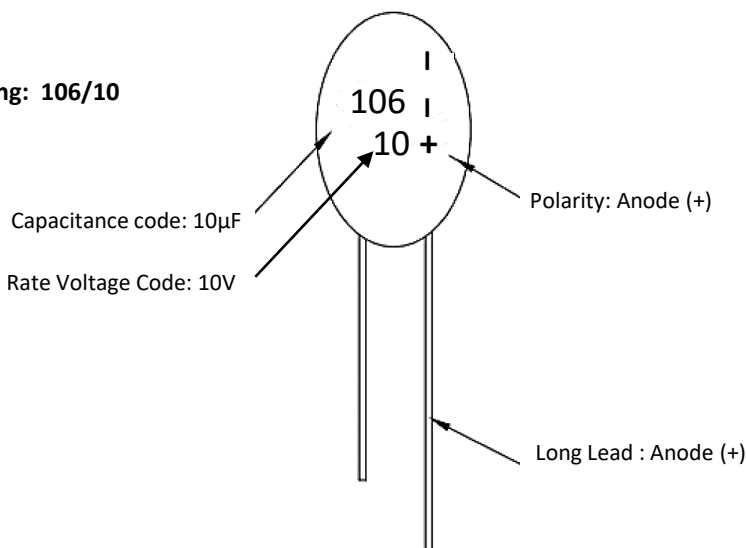 ng: 106/10
106
10 +
Capacitance code: 10µF
Polarity: Anode (+)
Rate Voltage Code: 10V
Long Lead : Anode (+)